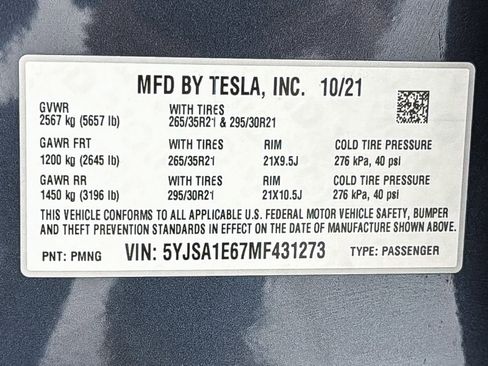 MFD BY TESLA, INC. 10/21
GVWR WITH TIRES
2567 kg (5657 lb) 265/35R21 & 295/30R21
GAWR FRT WITH TIRES RIM COLD TIRE PRESSURE
1200 kg (2645 lb) 265/35R21 21X9.5J 276 kPa, 40 psi
GAWR RR WITH TIRES RIM COLD TIRE PRESSURE
1450 kg (3196 lb) 295/30R21 21X10.5J 276 kPa, 40 psi
THIS VEHICLE CONFORMS TO ALL APPLICABLE U.S. FEDERAL MOTOR VEHICLE SAFETY, BUMPER
AND THEFT PREVENTION STANDARDS IN EFFECT ON THE DATE OF MANUFACTURE SHOWN ABOVE.
PNT: PMNG VIN: 5YJSA1E67MF431273 TYPE: PASSENGER